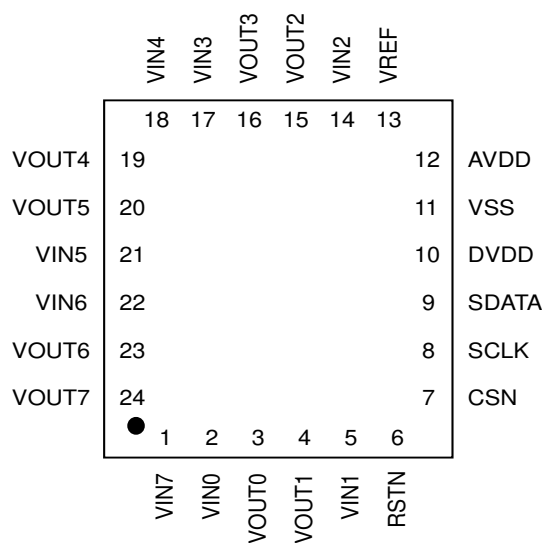 VIN4 VIN3 VOUT3 VOUT2 VIN2 VREF
18 17 16 15 14 13
VOUT4 19 12 AVDD
VOUT5 20 11 VSS
VIN5 21 10 DVDD
VIN6 22 9 SDATA
VOUT6 23 8 SCLK
VOUT7 24 7 CSN
1 2 3 4 5 6
VIN7 VIN0 VOUT0 VOUT1 VIN1 RSTN